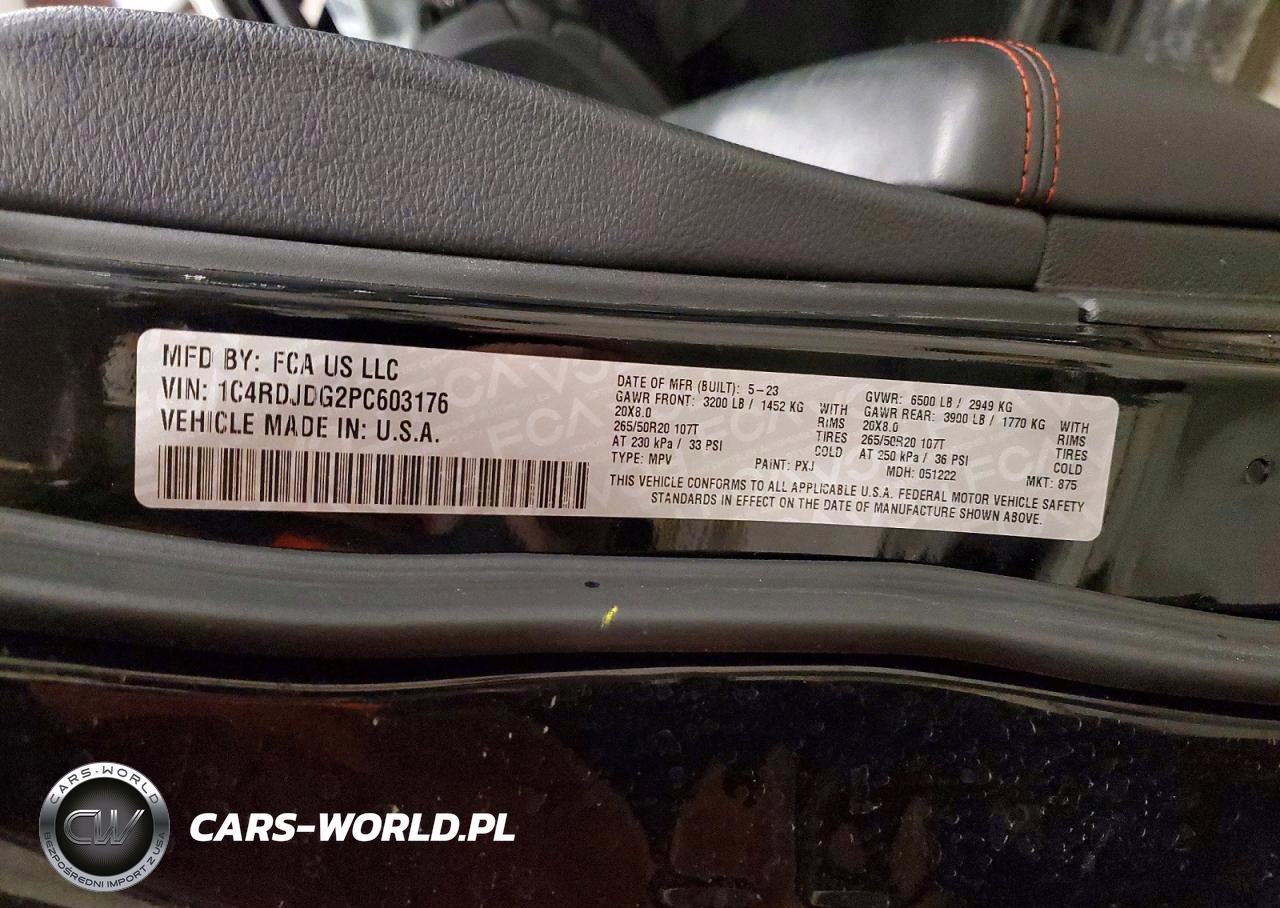 MFD BY: FCA US LLC
VIN: 1C4RDJDG2PC603176
VEHICLE MADE IN: U.S.A.
DATE OF MFR (BUILT): 5-23
GAWR FRONT: 3200 LB / 1452 KG WITH
20X8.0 RIMS
265/50R20 107T TIRES
AT 230 kPa / 33 PSI COLD
TYPE: MPV PAINT: PXJ
GVWR: 6500 LB / 2949 KG
GAWR REAR: 3900 LB / 1770 KG WITH
20X8.0 RIMS
265/50R20 107T TIRES
AT 250 kPa / 36 PSI COLD
MDH: 051222 MKT: 875
THIS VEHICLE CONFORMS TO ALL APPLICABLE U.S.A. FEDERAL MOTOR VEHICLE SAFETY
STANDARDS IN EFFECT ON THE DATE OF MANUFACTURE SHOWN ABOVE.
CARS-WORLD
CW
BEZPOŚREDNI IMPORT Z USA
CARS-WORLD.PL